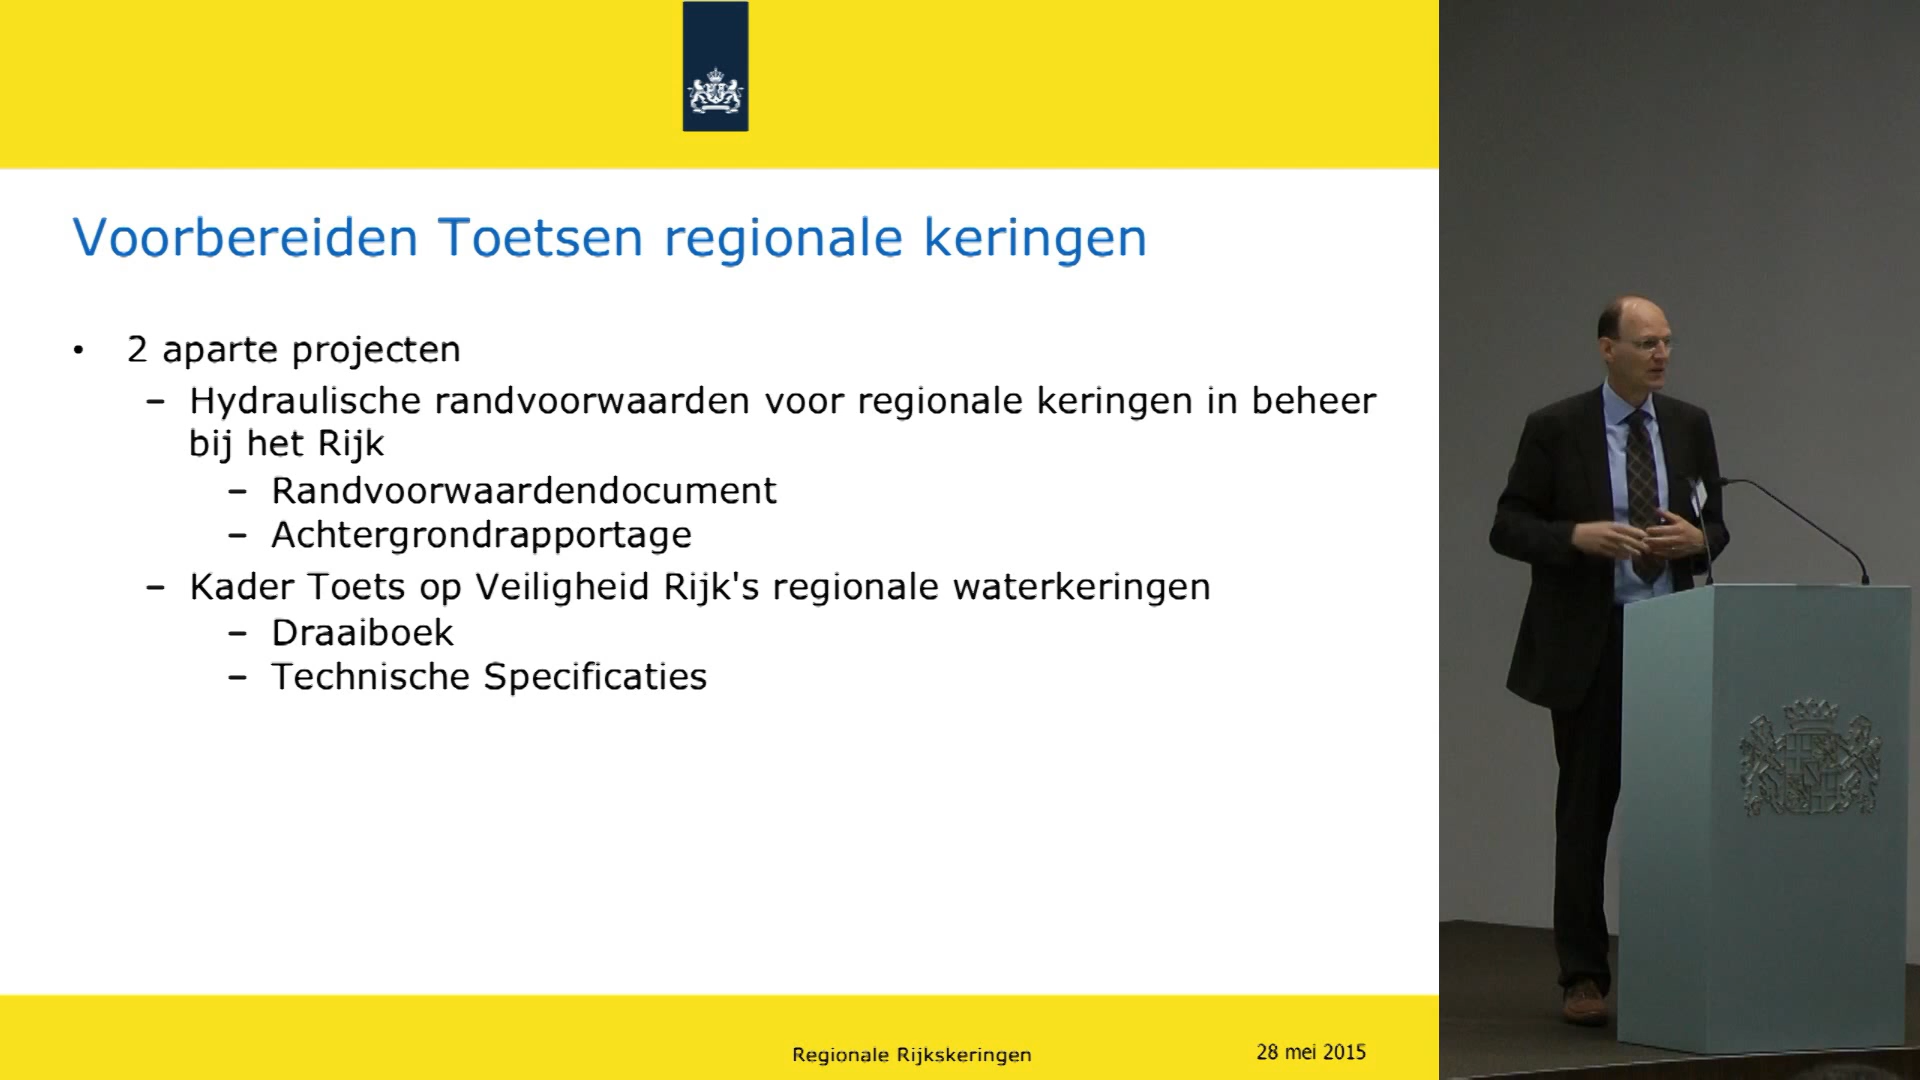 Voorbereiden Toetsen regionale keringen
• 2 aparte projecten
– Hydraulische randvoorwaarden voor regionale keringen in beheer
bij het Rijk
– Randvoorwaardendocument
– Achtergrondrapportage
– Kader Toets op Veiligheid Rijk's regionale waterkeringen
– Draaiboek
– Technische Specificaties
Regionale Rijkskeringen
28 mei 2015